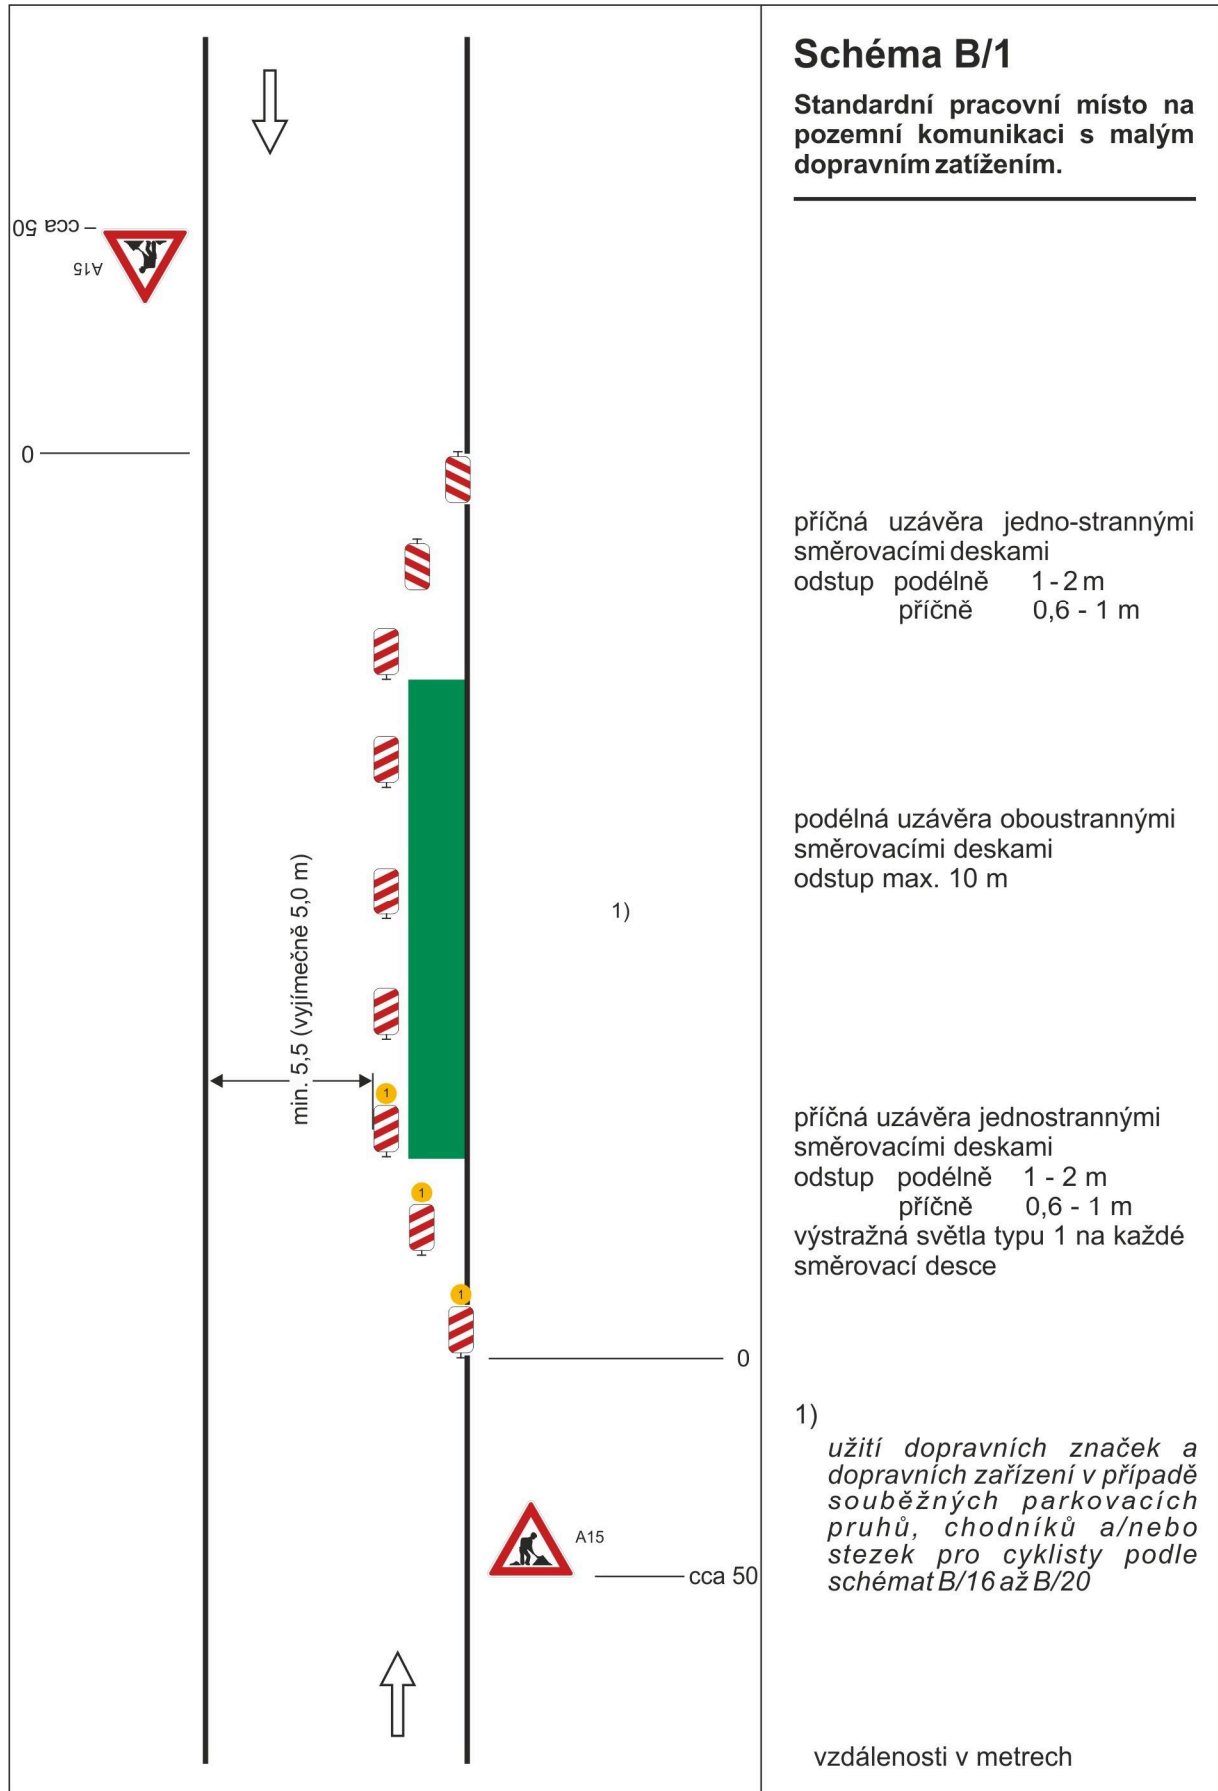 Schéma B/1
Standardní pracovní místo na
pozemní komunikaci s malým
dopravním zatížením.
cca 50
A15
0
příčná uzávěra jedno-strannými
směrovacími deskami
odstup podélně 1-2 m
příčně 0,6 - 1 m
podélná uzávěra oboustrannými
směrovacími deskami
odstup max. 10 m
1)
min. 5,5 (vyjímečně 5,0 m)
1
1
1
příčná uzávěra jednostrannými
směrovacími deskami
odstup podélně 1 - 2 m
příčně 0,6 - 1 m
výstražná světla typu 1 na každé
směrovací desce
0
A15
cca 50
1)
užití dopravních značek a
dopravních zařízení v případě
souběžných parkovacích
pruhů, chodníků a/nebo
stezek pro cyklisty podle
schémat B/16 až B/20
vzdálenosti v metrech